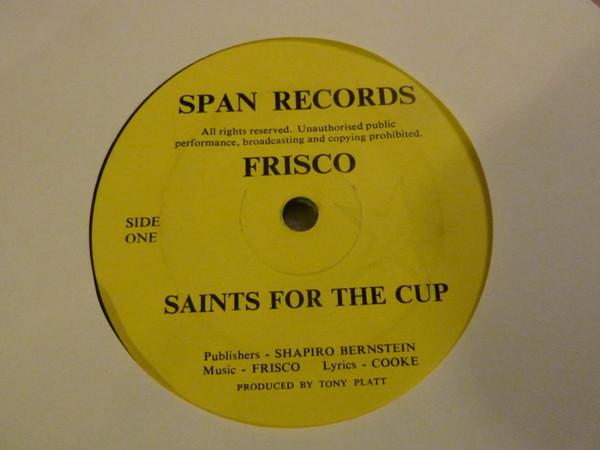 SPAN RECORDS
All rights reserved. Unauthorised public
performance, broadcasting and copying prohibited.
FRISCO
SIDE
ONE
SAINTS FOR THE CUP
Publishers - SHAPIRO BERNSTEIN
Music - FRISCO Lyrics - COOKE
PRODUCED BY TONY PLATT